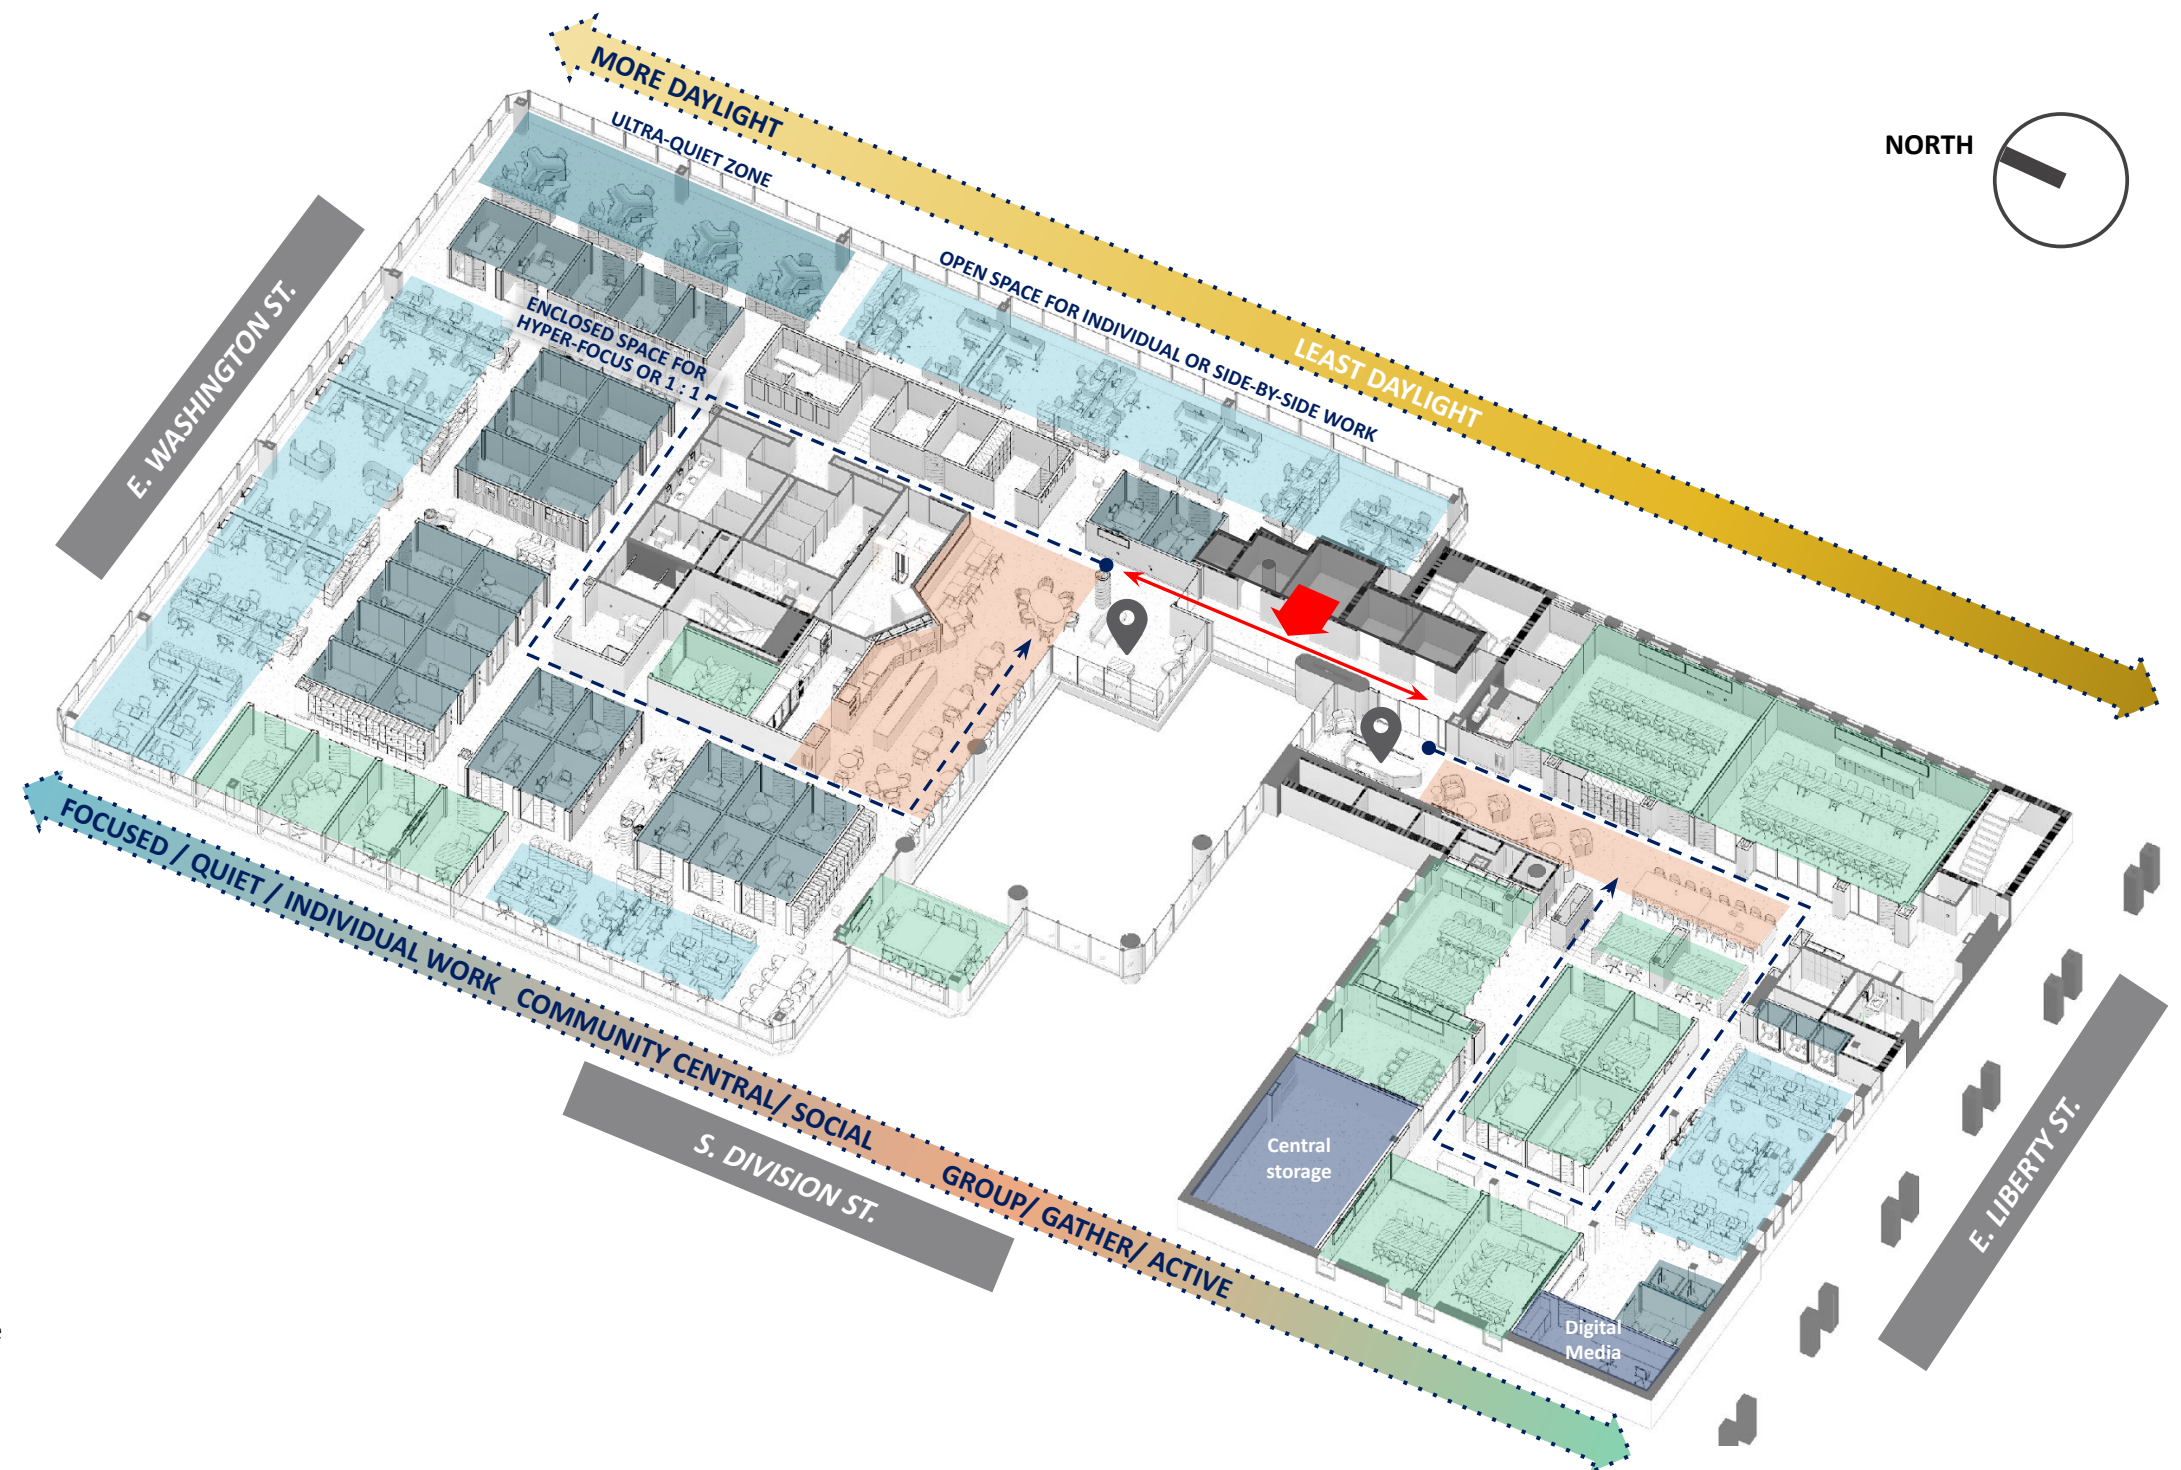 MORE DAYLIGHT
ULTRA-QUIET ZONE
NORTH
OPEN SPACE FOR INDIVIDUAL OR SIDE-BY-SIDE WORK
LEAST DAYLIGHT
E. WASHINGTON ST.
ENCLOSED SPACE FOR
HYPER-FOCUS OR 1 : 1
FOCUSED / QUIET / INDIVIDUAL WORK
COMMUNITY CENTRAL/ SOCIAL
GROUP/ GATHER/ ACTIVE
S. DIVISION ST.
Central
storage
E. LIBERTY ST.
Digital
Media